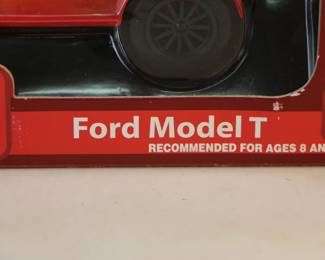 Ford Model T
RECOMMENDED FOR AGES 8 AN